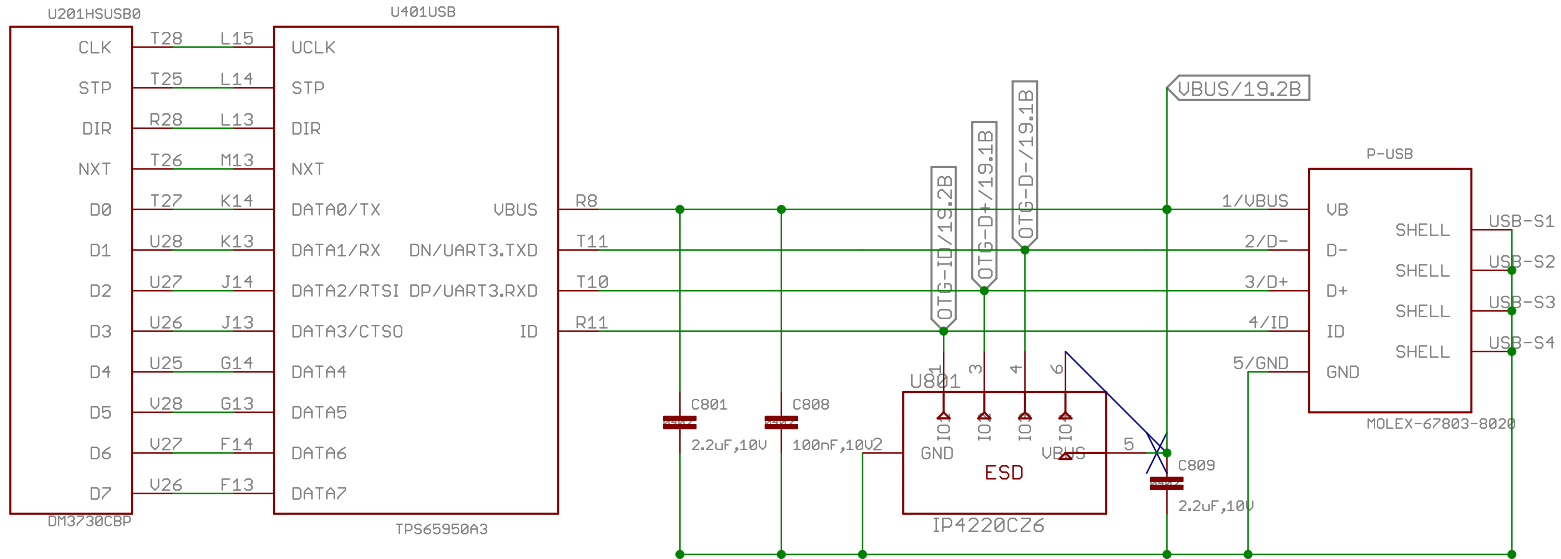 U201HSUSB0
U401USB
CLK T28 L15 UCLK
STP T25 L14 STP
DIR R28 L13 DIR
NXT T26 M13 NXT
D0 T27 K14 DATA0/TX VBUS R8
D1 U28 K13 DATA1/RX DN/UART3.TXD T11
D2 U27 J14 DATA2/RTSI DP/UART3.RXD T10
D3 U26 J13 DATA3/CTSO ID R11
D4 U25 G14 DATA4
D5 V28 G13 DATA5
D6 V27 F14 DATA6
D7 V26 F13 DATA7
DM3730CBP
TPS65950A3
OTG-ID/19.2B
OTG-D+/19.1B
OTG-D-/19.1B
VBUS/19.2B
P-USB
1/VBUS VB
2/D- D-
3/D+ D+
4/ID ID
5/GND GND
SHELL USB-S1
SHELL USB-S2
SHELL USB-S3
SHELL USB-S4
MOLEX-67803-8020
C801
2.2uF,10V
C808
100nF,10V
U801
1 3 4 6
2 GND
VBUS 5
ESD
IP4220CZ6
C809
2.2uF,10V